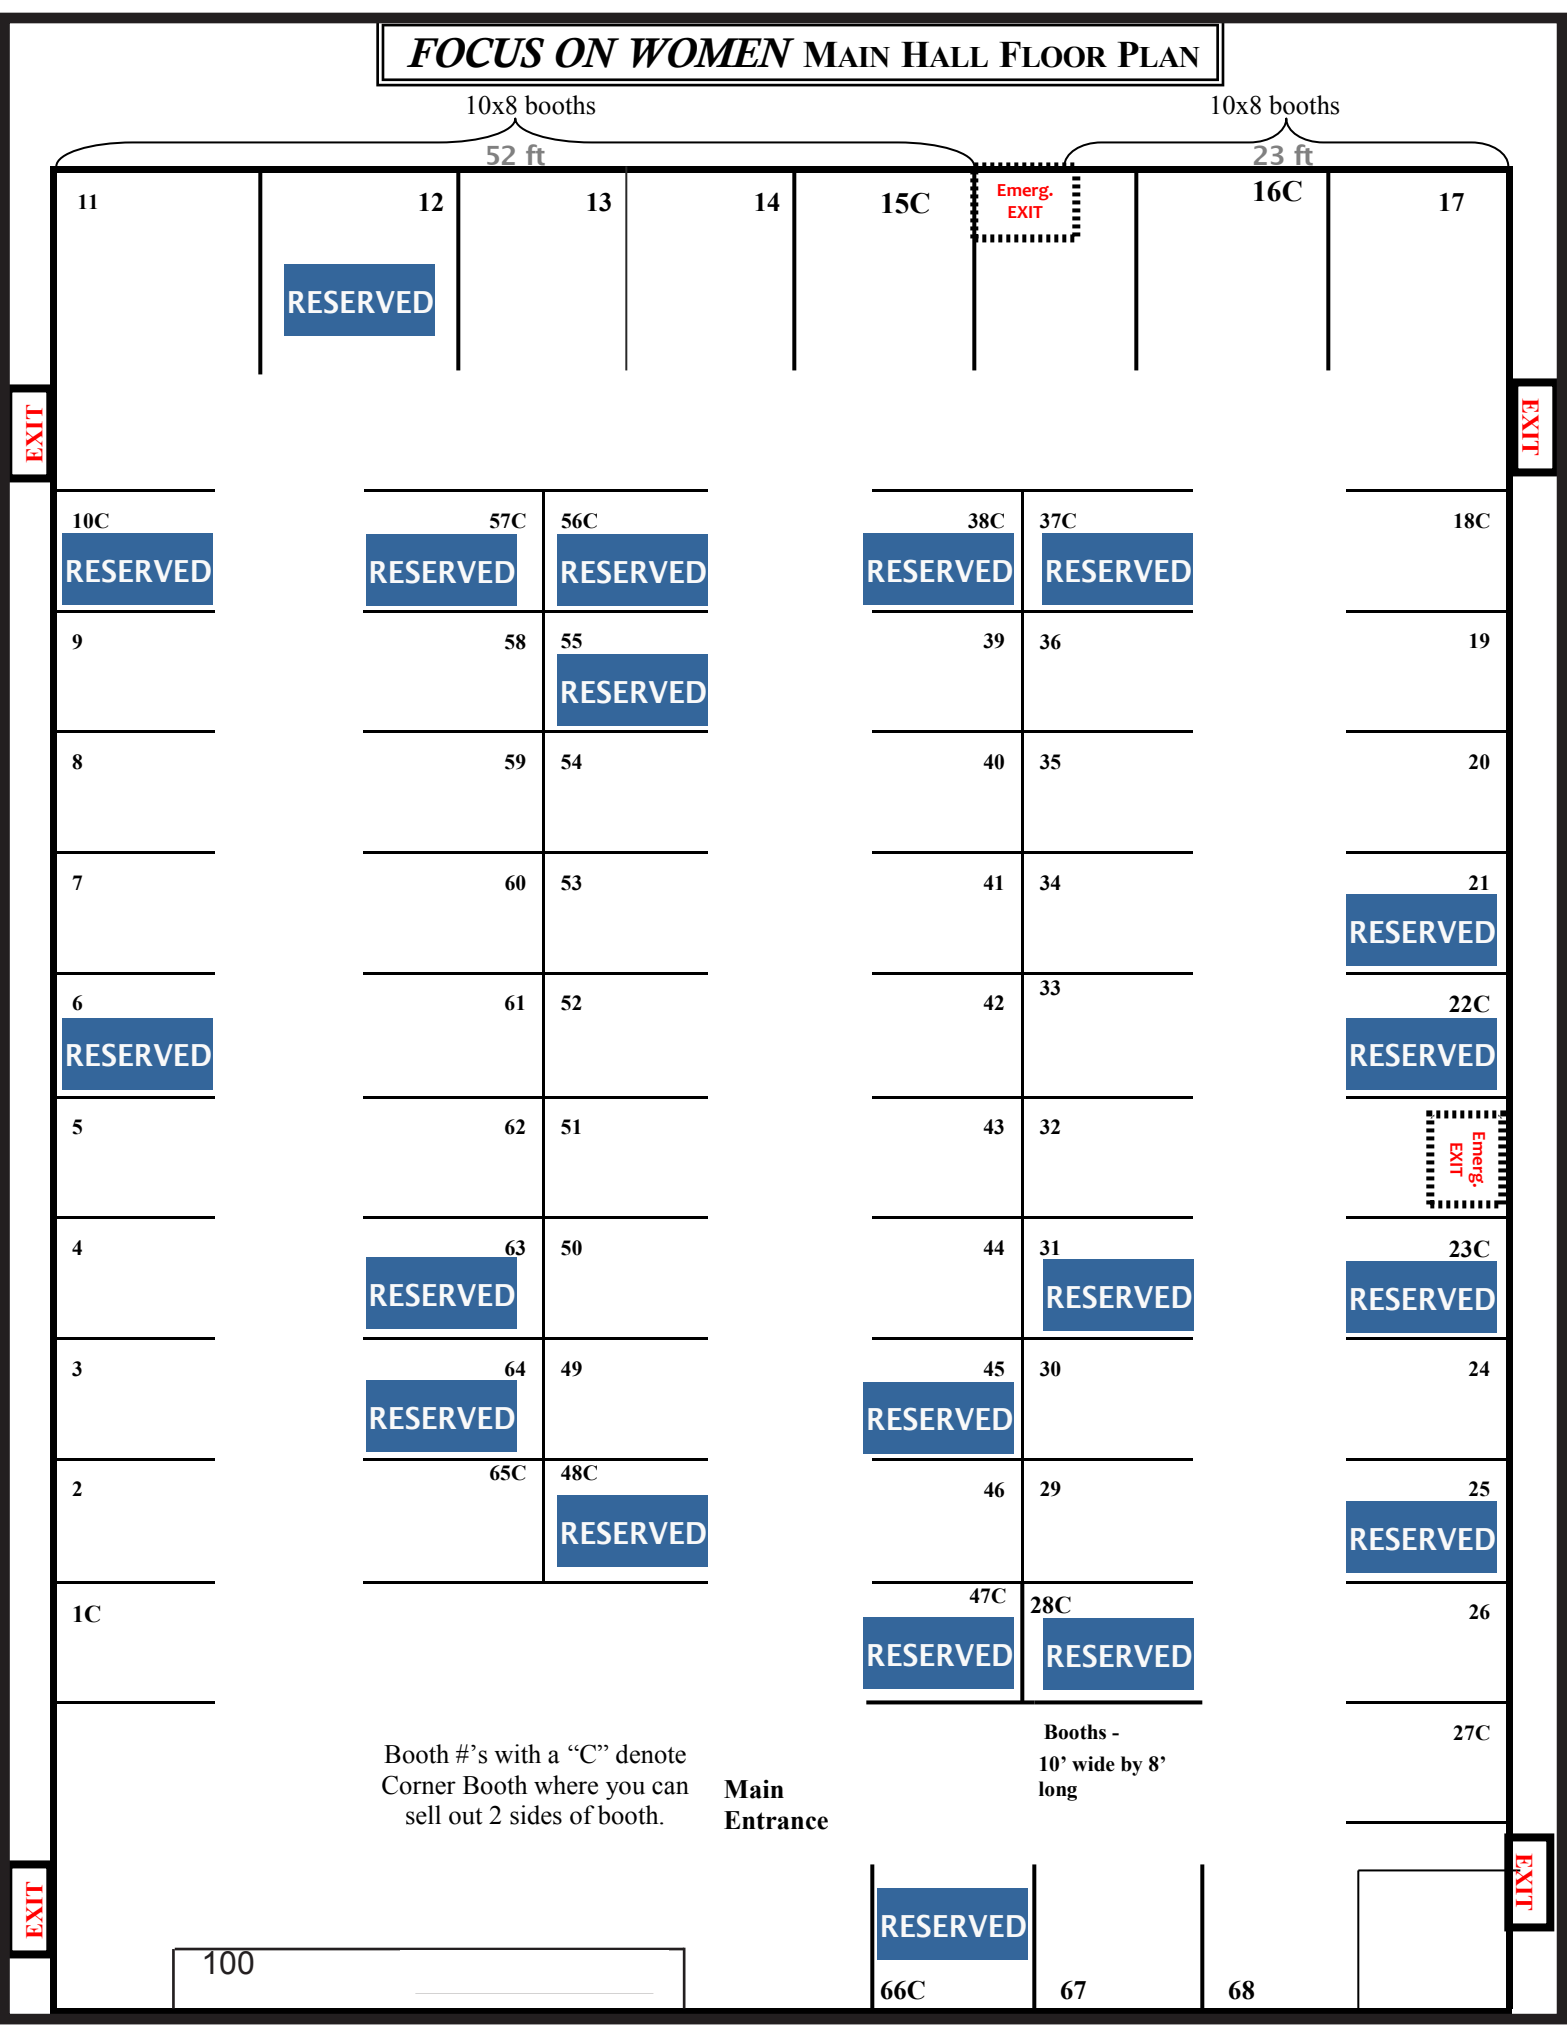 FOCUS ON WOMEN MAIN HALL FLOOR PLAN
10x8 booths
10x8 booths
52 ft
23 ft
11
12
13
14
15C
Emerg.
EXIT
16C
17
RESERVED
EXIT
EXIT
10C
57C
56C
38C
37C
18C
RESERVED
RESERVED
RESERVED
RESERVED
RESERVED
9
58
55
39
36
19
RESERVED
8
59
54
40
35
20
7
60
53
41
34
21
RESERVED
6
61
52
42
33
22C
RESERVED
RESERVED
5
62
51
43
32
Emerg.
EXIT
4
63
50
44
31
23C
RESERVED
RESERVED
RESERVED
3
64
49
45
30
24
RESERVED
RESERVED
2
65C
48C
46
29
25
RESERVED
RESERVED
1C
47C
28C
26
RESERVED
RESERVED
Booth #’s with a “C” denote
Corner Booth where you can
sell out 2 sides of booth.
Main
Entrance
Booths -
10’ wide by 8’
long
27C
EXIT
EXIT
RESERVED
100
66C
67
68